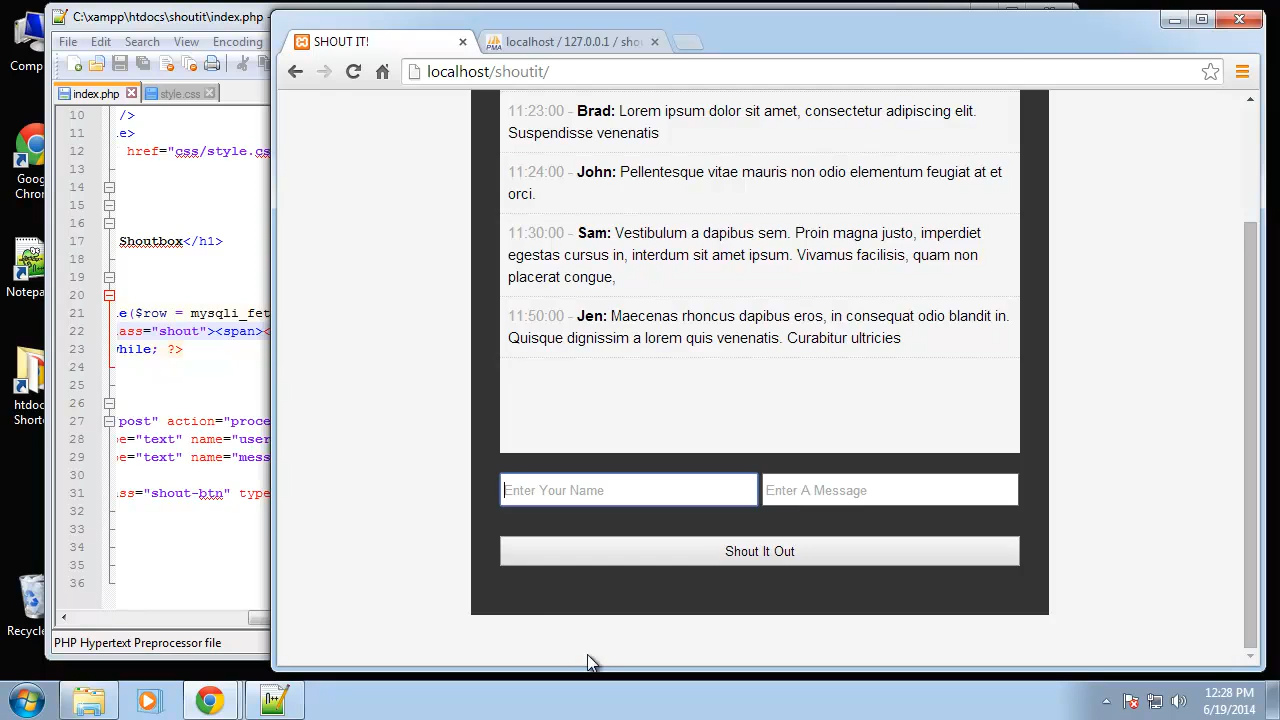 C:\xampp\htdocs\shoutit\index.php -
File Edit Search View Encoding
index.php
style.css
10 />
11 e>
12 href="css/style.cs
13
14
15
16
17 Shoutbox</h1>
18
19
20
21 le($row = mysqli_fet
22 lass="shout"><span><
23 while; ?>
24
25
26
27 post" action="proce
28 e="text" name="user
29 e="text" name="mess
30
31 ss="shout-btn" type
32
33
34
35
36
PHP Hypertext Preprocessor file
SHOUT IT!
PMA localhost / 127.0.0.1 / sho
localhost/shoutit/
11:23:00 - Brad: Lorem ipsum dolor sit amet, consectetur adipiscing elit.
Suspendisse venenatis
11:24:00 - John: Pellentesque vitae mauris non odio elementum feugiat at et
orci.
11:30:00 - Sam: Vestibulum a dapibus sem. Proin magna justo, imperdiet
egestas cursus in, interdum sit amet ipsum. Vivamus facilisis, quam non
placerat congue,
11:50:00 - Jen: Maecenas rhoncus dapibus eros, in consequat odio blandit in.
Quisque dignissim a lorem quis venenatis. Curabitur ultricies
Enter Your Name Enter A Message
Shout It Out
Comp
Goog
Chro
Notepa
htdoc
Short
Recycl
12:28 PM
6/19/2014